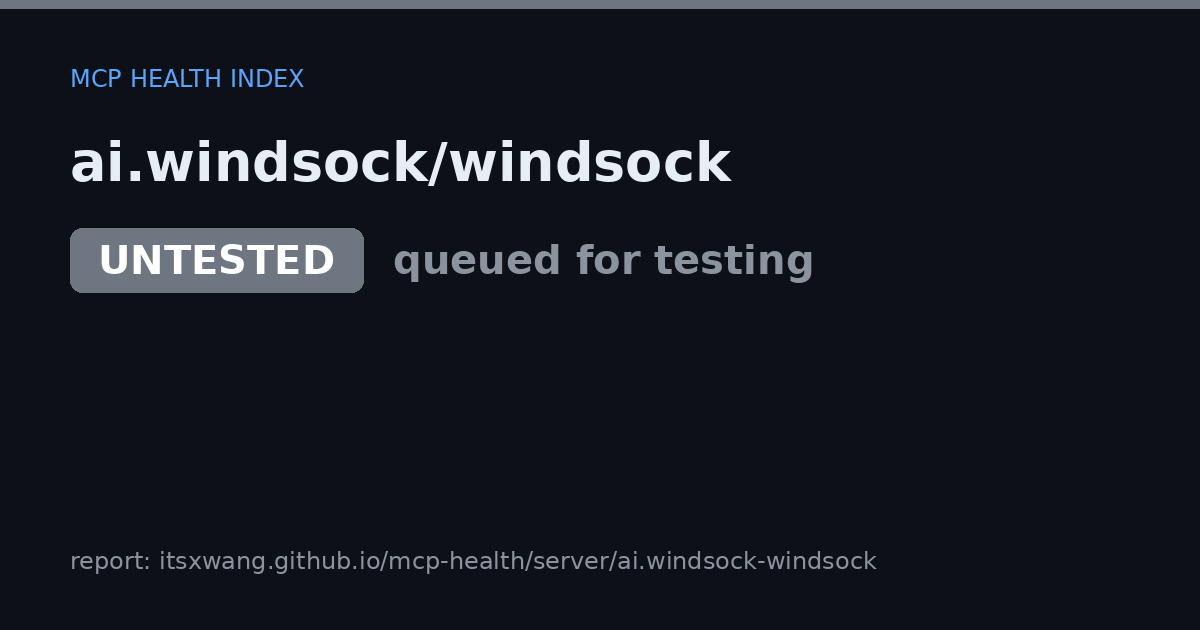 MCP HEALTH INDEX
ai.windsock/windsock
UNTESTED queued for testing
report: itsxwang.github.io/mcp-health/server/ai.windsock-windsock